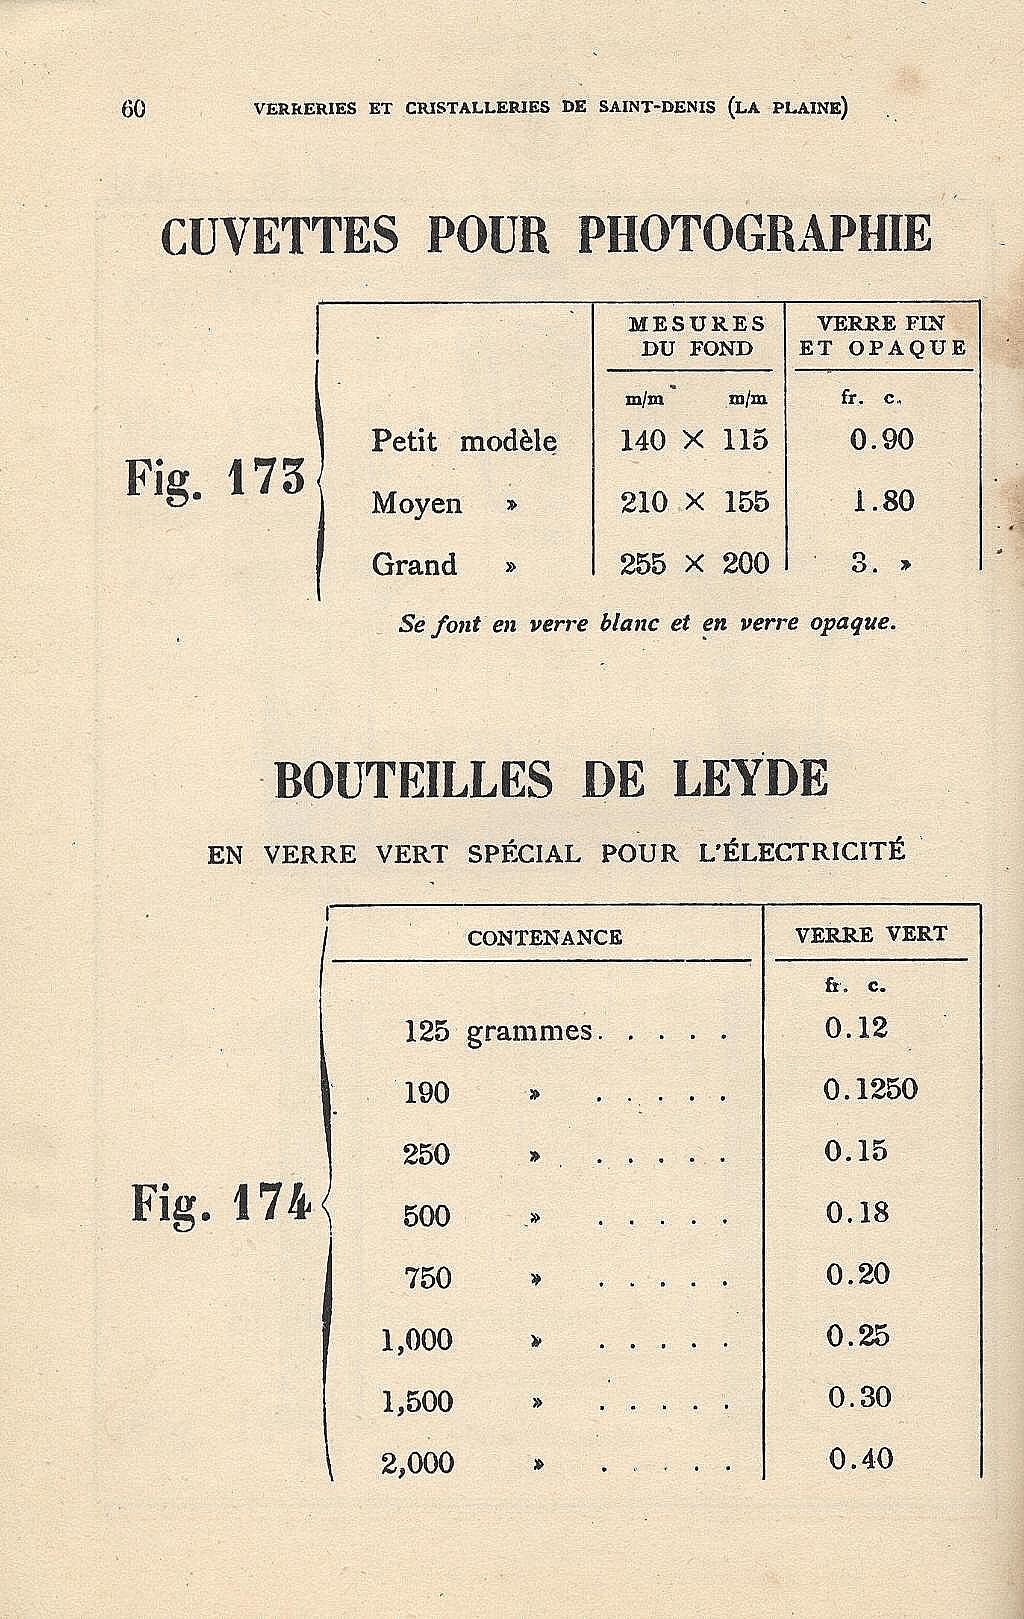 60 VERRERIES ET CRISTALLERIES DE SAINT-DENIS (LA PLAINE)
CUVETTES POUR PHOTOGRAPHIE
MESURES DU FOND VERRE FIN ET OPAQUE
m/m m/m fr. c.
Fig. 173
Petit modèle 140 × 115 0.90
Moyen » 210 × 155 1.80
Grand » 255 × 200 3. »
Se font en verre blanc et en verre opaque.
BOUTEILLES DE LEYDE
EN VERRE VERT SPÉCIAL POUR L'ÉLECTRICITÉ
CONTENANCE VERRE VERT
fr. c.
Fig. 174
125 grammes. . . . . 0.12
190 » . . . . . 0.1250
250 » . . . . . 0.15
500 » . . . . . 0.18
750 » . . . . . 0.20
1,000 » . . . . . 0.25
1,500 » . . . . . 0.30
2,000 » . . . . . 0.40